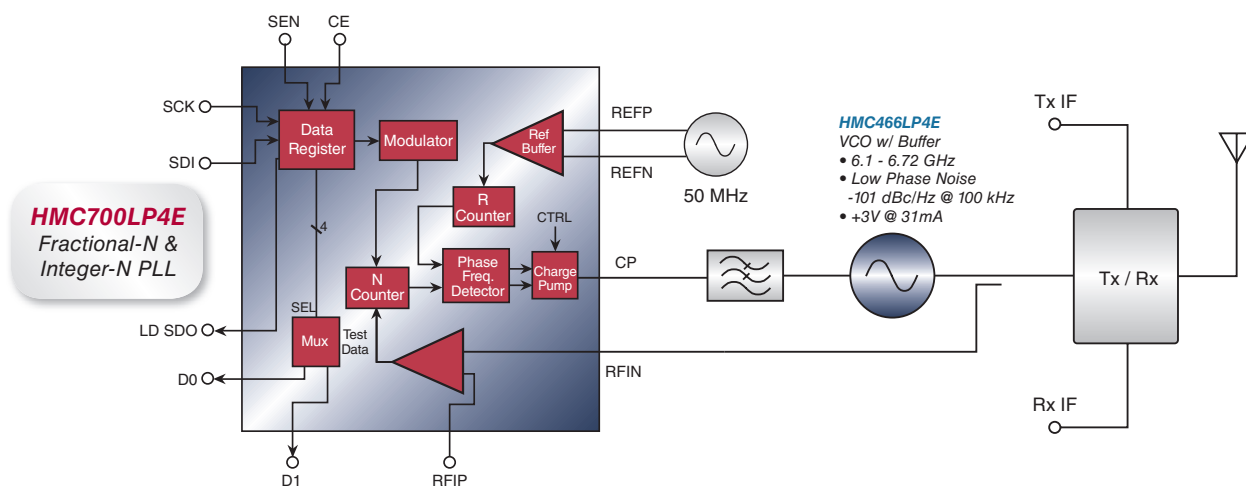 SEN
CE
SCK
SDI
Data
Register
Modulator
Ref
Buffer
REFP
REFN
50 MHz
HMC466LP4E
VCO w/ Buffer
• 6.1 - 6.72 GHz
• Low Phase Noise
-101 dBc/Hz @ 100 kHz
• +3V @ 31mA
Tx IF
HMC700LP4E
Fractional-N &
Integer-N PLL
R
Counter
4
CTRL
N
Counter
Phase
Freq.
Detector
Charge
Pump
CP
Tx / Rx
SEL
LD SDO
Mux
Test
Data
D0
RFIN
Rx IF
D1
RFIP